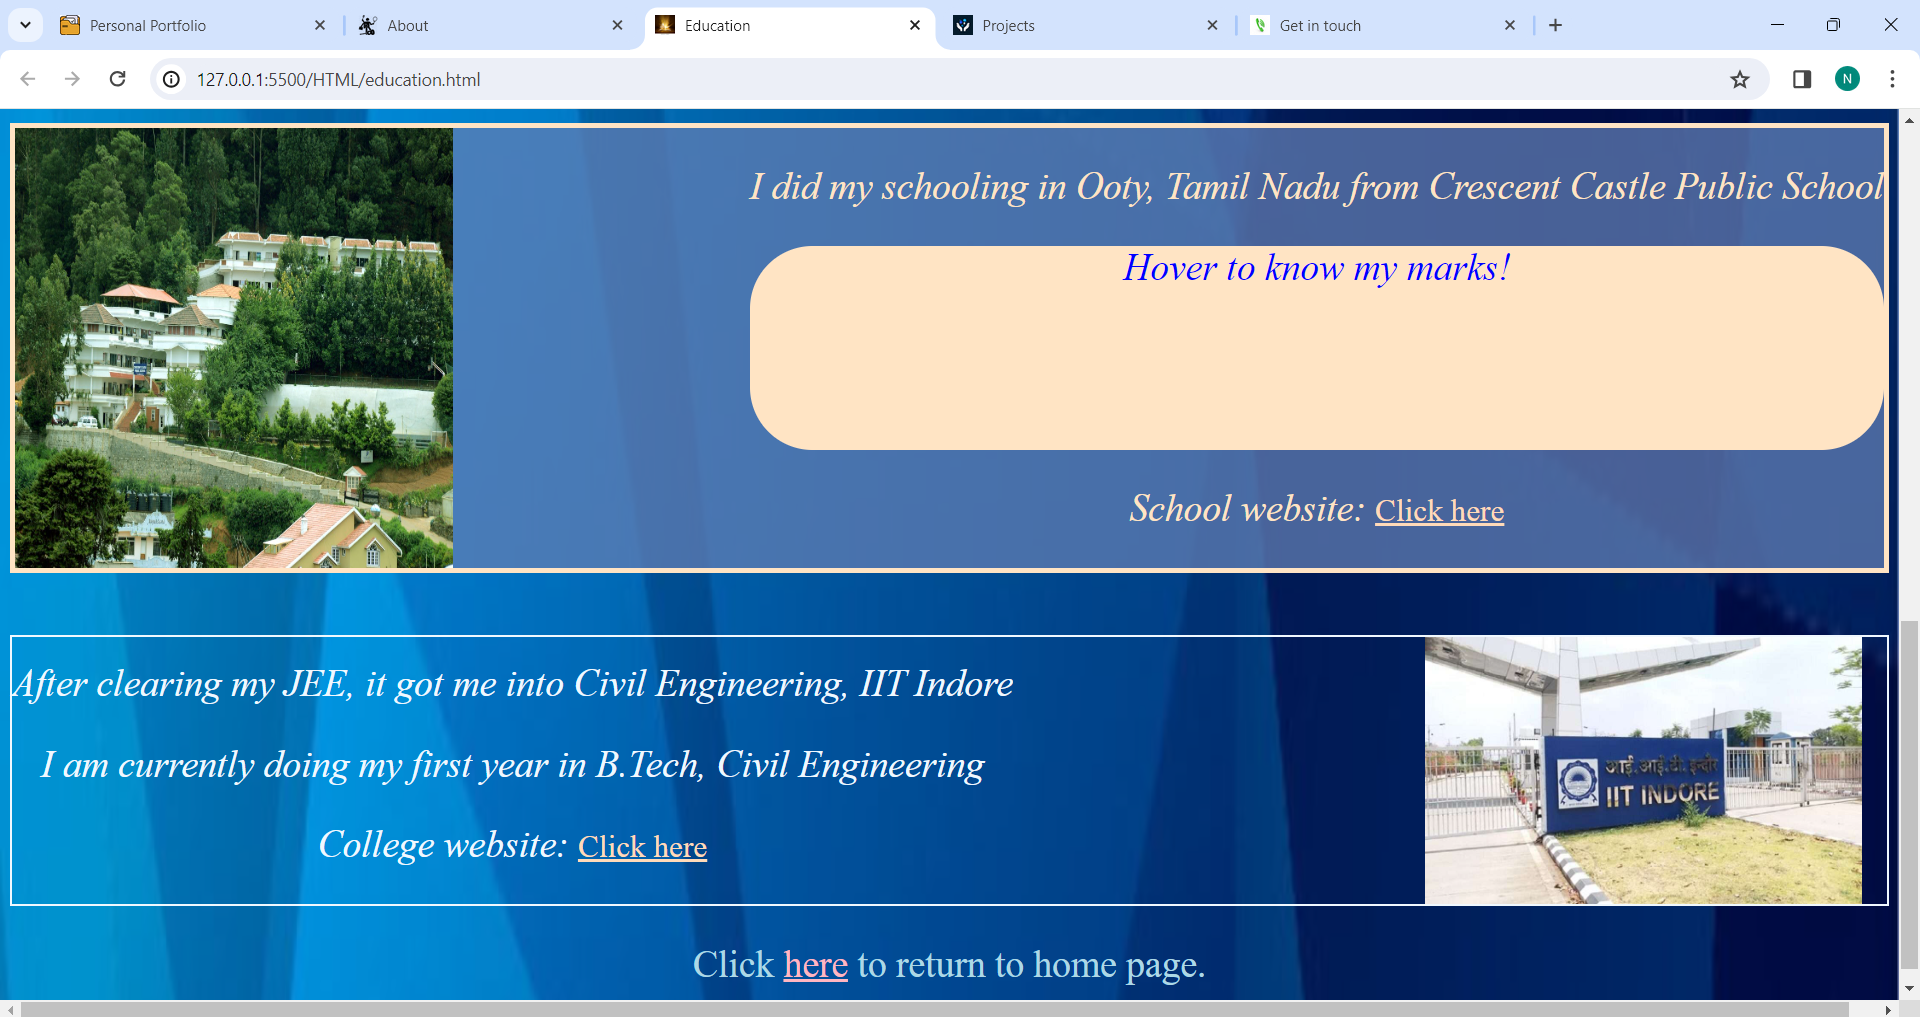 Personal Portfolio
About
Education
Projects
Get in touch
127.0.0.1:5500/HTML/education.html
N
I did my schooling in Ooty, Tamil Nadu from Crescent Castle Public School
Hover to know my marks!
School website: Click here
After clearing my JEE, it got me into Civil Engineering, IIT Indore
I am currently doing my first year in B.Tech, Civil Engineering
College website: Click here
आई.आई.टी. इन्दौर
IIT INDORE
Click here to return to home page.